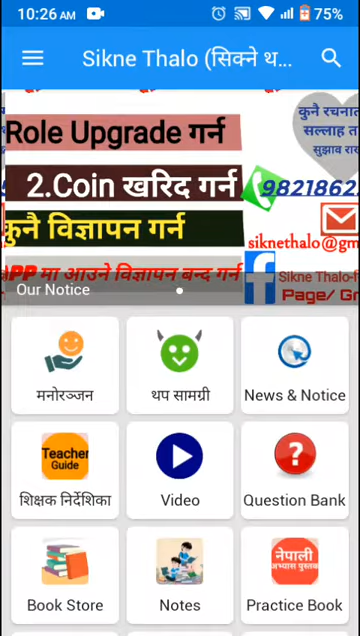 10:26 AM
75%
Sikne Thalo (सिक्ने थ...
Role Upgrade गर्न
कुनै रचना
सल्लाह त
सुझाव रा
2.Coin खरिद गर्न
9821862
कुनै विज्ञापन गर्न
siknethalo@gm
APP मा आउने विज्ञापन बन्द गर्न
Sikne Thalo-f
Page/ Gr
Our Notice
मनोरञ्जन
थप सामग्री
News & Notice
Teacher
Guide
शिक्षक निर्देशिका
Video
Question Bank
नेपाली
अभ्यास पुस्तक
Book Store
Notes
Practice Book